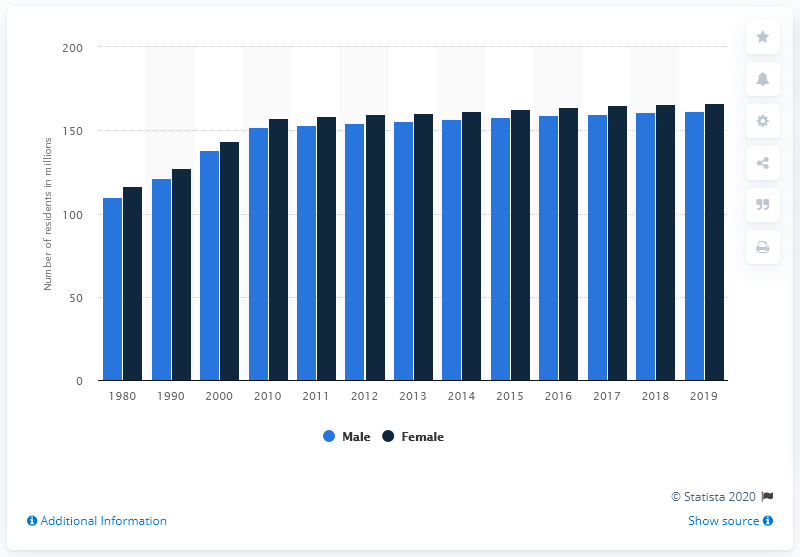 200
150
100
50
0
Number of residents in millions
1980 1990 2000 2010 2011 2012 2013 2014 2015 2016 2017 2018 2019
Male Female
© Statista 2020
Additional Information Show source